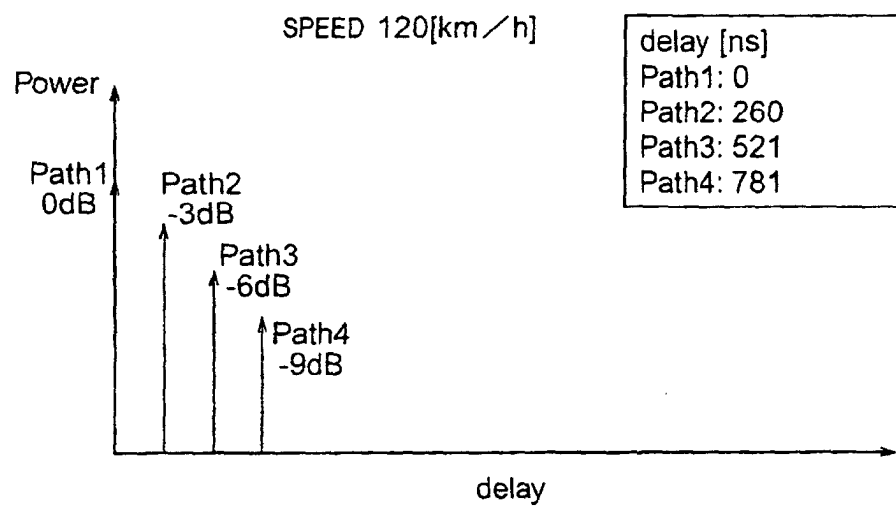 SPEED 120[km／h]
delay [ns]
Path1: 0
Path2: 260
Path3: 521
Path4: 781
Power
Path1
0dB
Path2
-3dB
Path3
-6dB
Path4
-9dB
delay